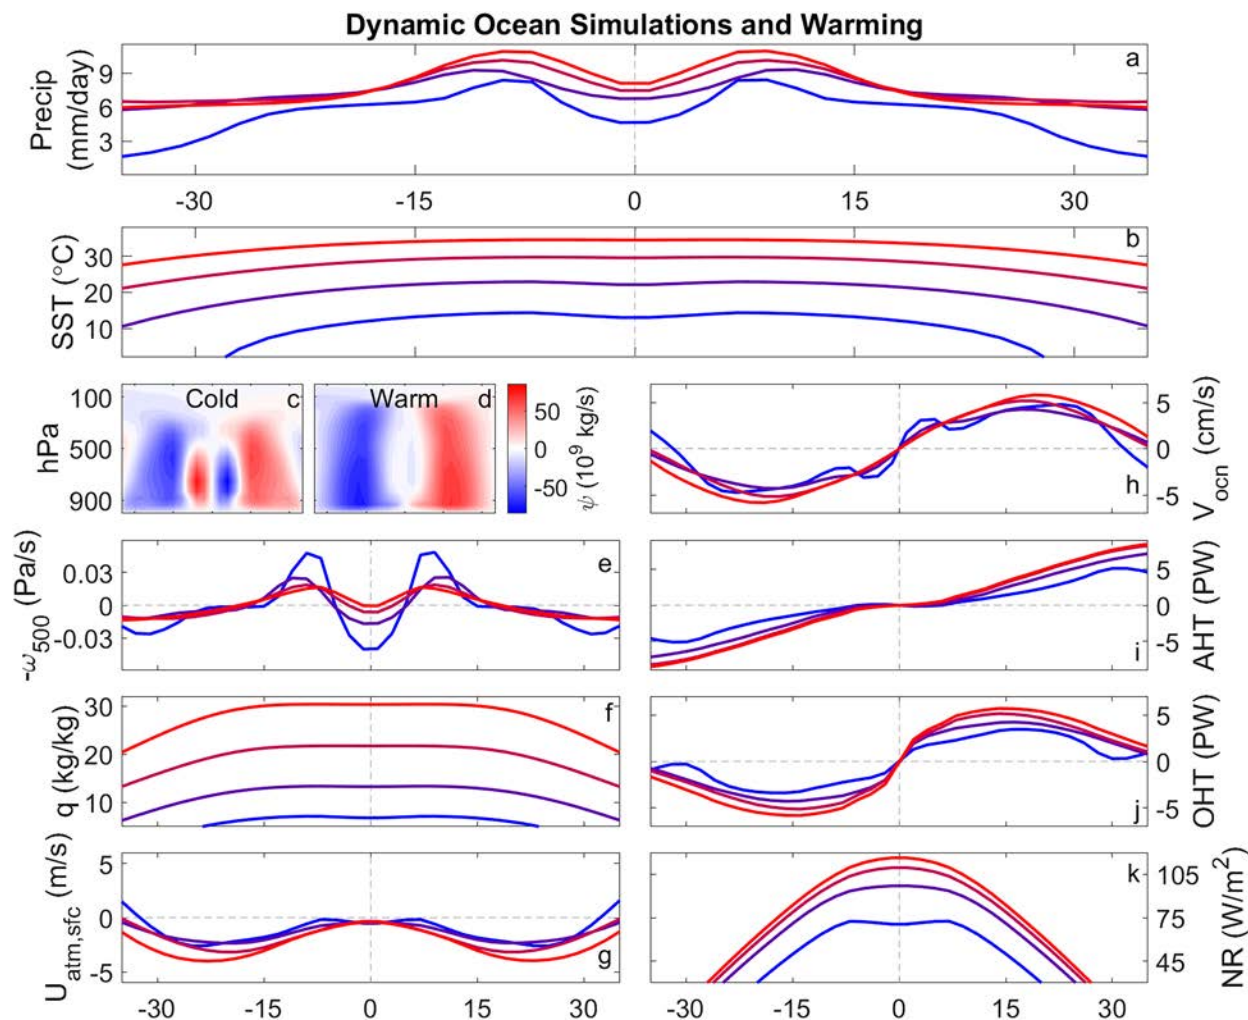 Dynamic Ocean Simulations and Warming
a
Precip
(mm/day)
9
6
3
-30 -15 0 15 30
b
SST (°C)
30
20
10
Cold c
Warm d
hPa
100
500
900
50
0
-50
ψ (10⁹ kg/s)
h
5
0
-5
V_ocn (cm/s)
e
-ω₅₀₀ (Pa/s)
0.03
0
-0.03
i
5
0
-5
AHT (PW)
f
q (kg/kg)
30
20
10
j
5
0
-5
OHT (PW)
g
U_atm,sfc (m/s)
5
0
-5
-30 -15 0 15 30
k
105
75
45
NR (W/m²)
-30 -15 0 15 30